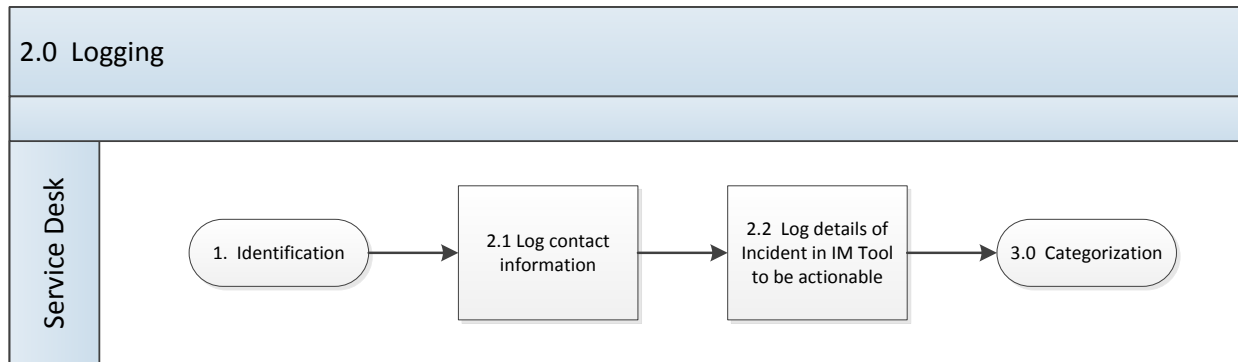 2.0 Logging
Service Desk
1. Identification
2.1 Log contact
information
2.2 Log details of
Incident in IM Tool
to be actionable
3.0 Categorization